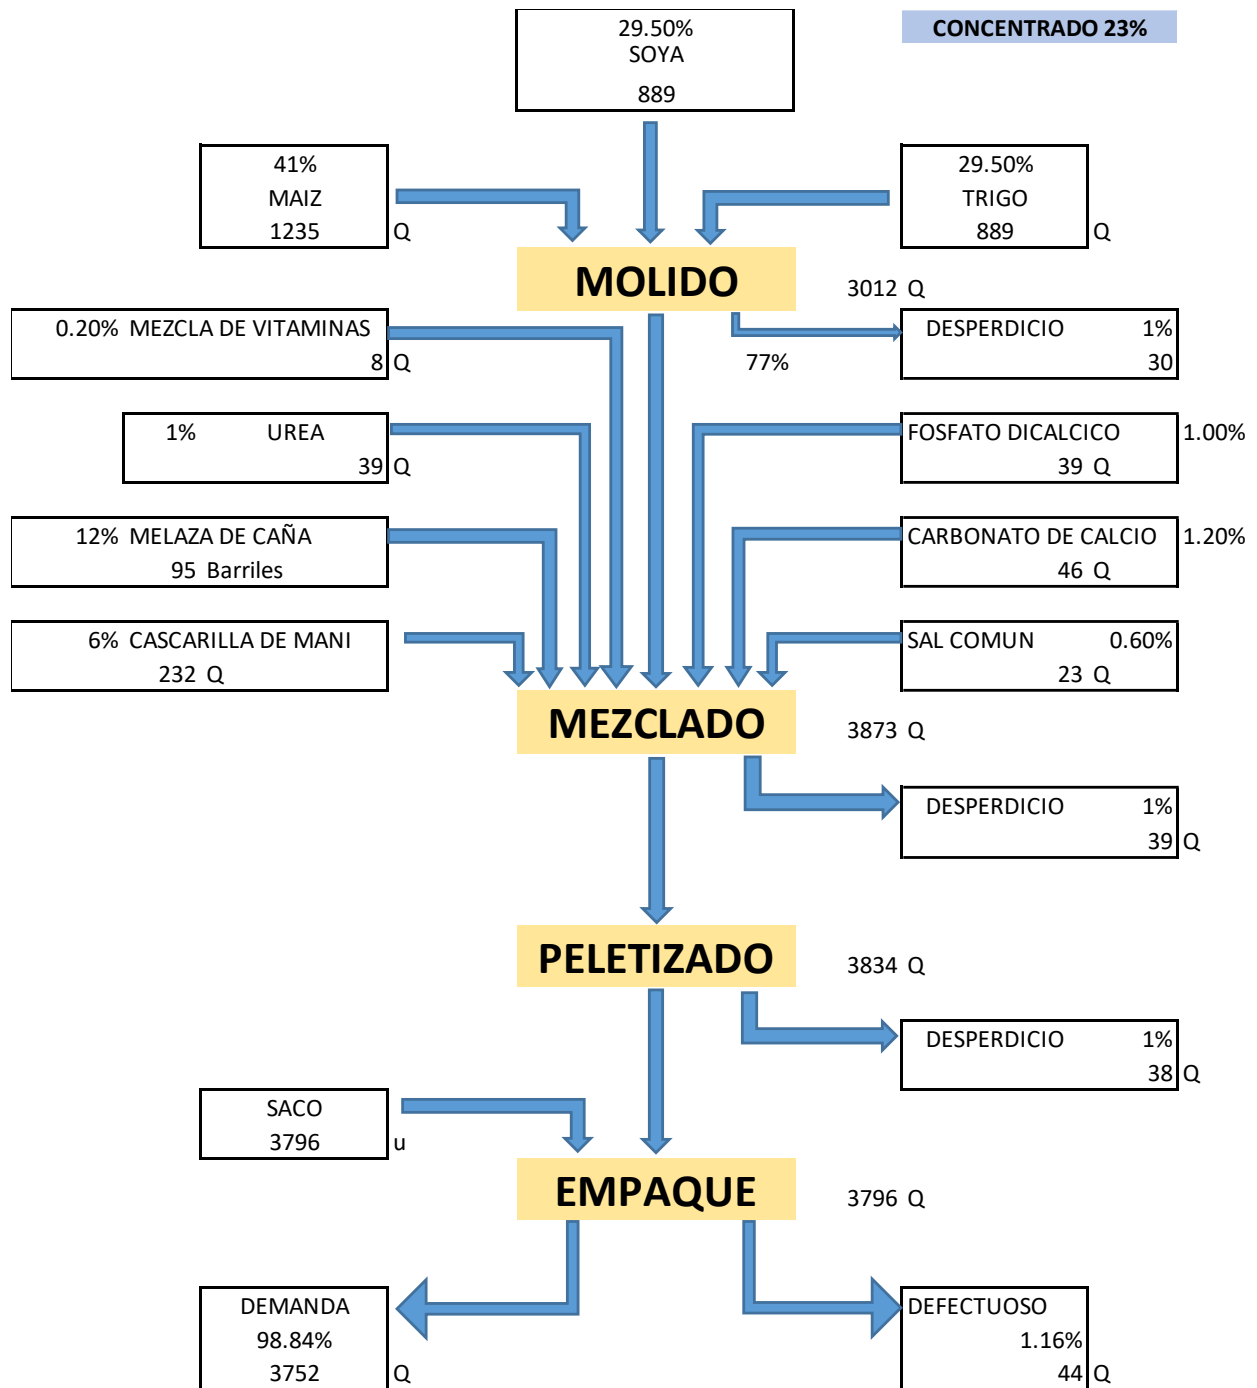 29.50%
SOYA
889
CONCENTRADO 23%
41%
MAIZ
1235 Q
29.50%
TRIGO
889 Q
MOLIDO
3012 Q
0.20% MEZCLA DE VITAMINAS
8 Q
77%
DESPERDICIO 1%
30
1% UREA
39 Q
FOSFATO DICALCICO 1.00%
39 Q
12% MELAZA DE CAÑA
95 Barriles
CARBONATO DE CALCIO 1.20%
46 Q
6% CASCARILLA DE MANI
232 Q
SAL COMUN 0.60%
23 Q
MEZCLADO
3873 Q
DESPERDICIO 1%
39 Q
PELETIZADO
3834 Q
DESPERDICIO 1%
38 Q
SACO
3796 u
EMPAQUE
3796 Q
DEMANDA
98.84%
3752 Q
DEFECTUOSO
1.16%
44 Q